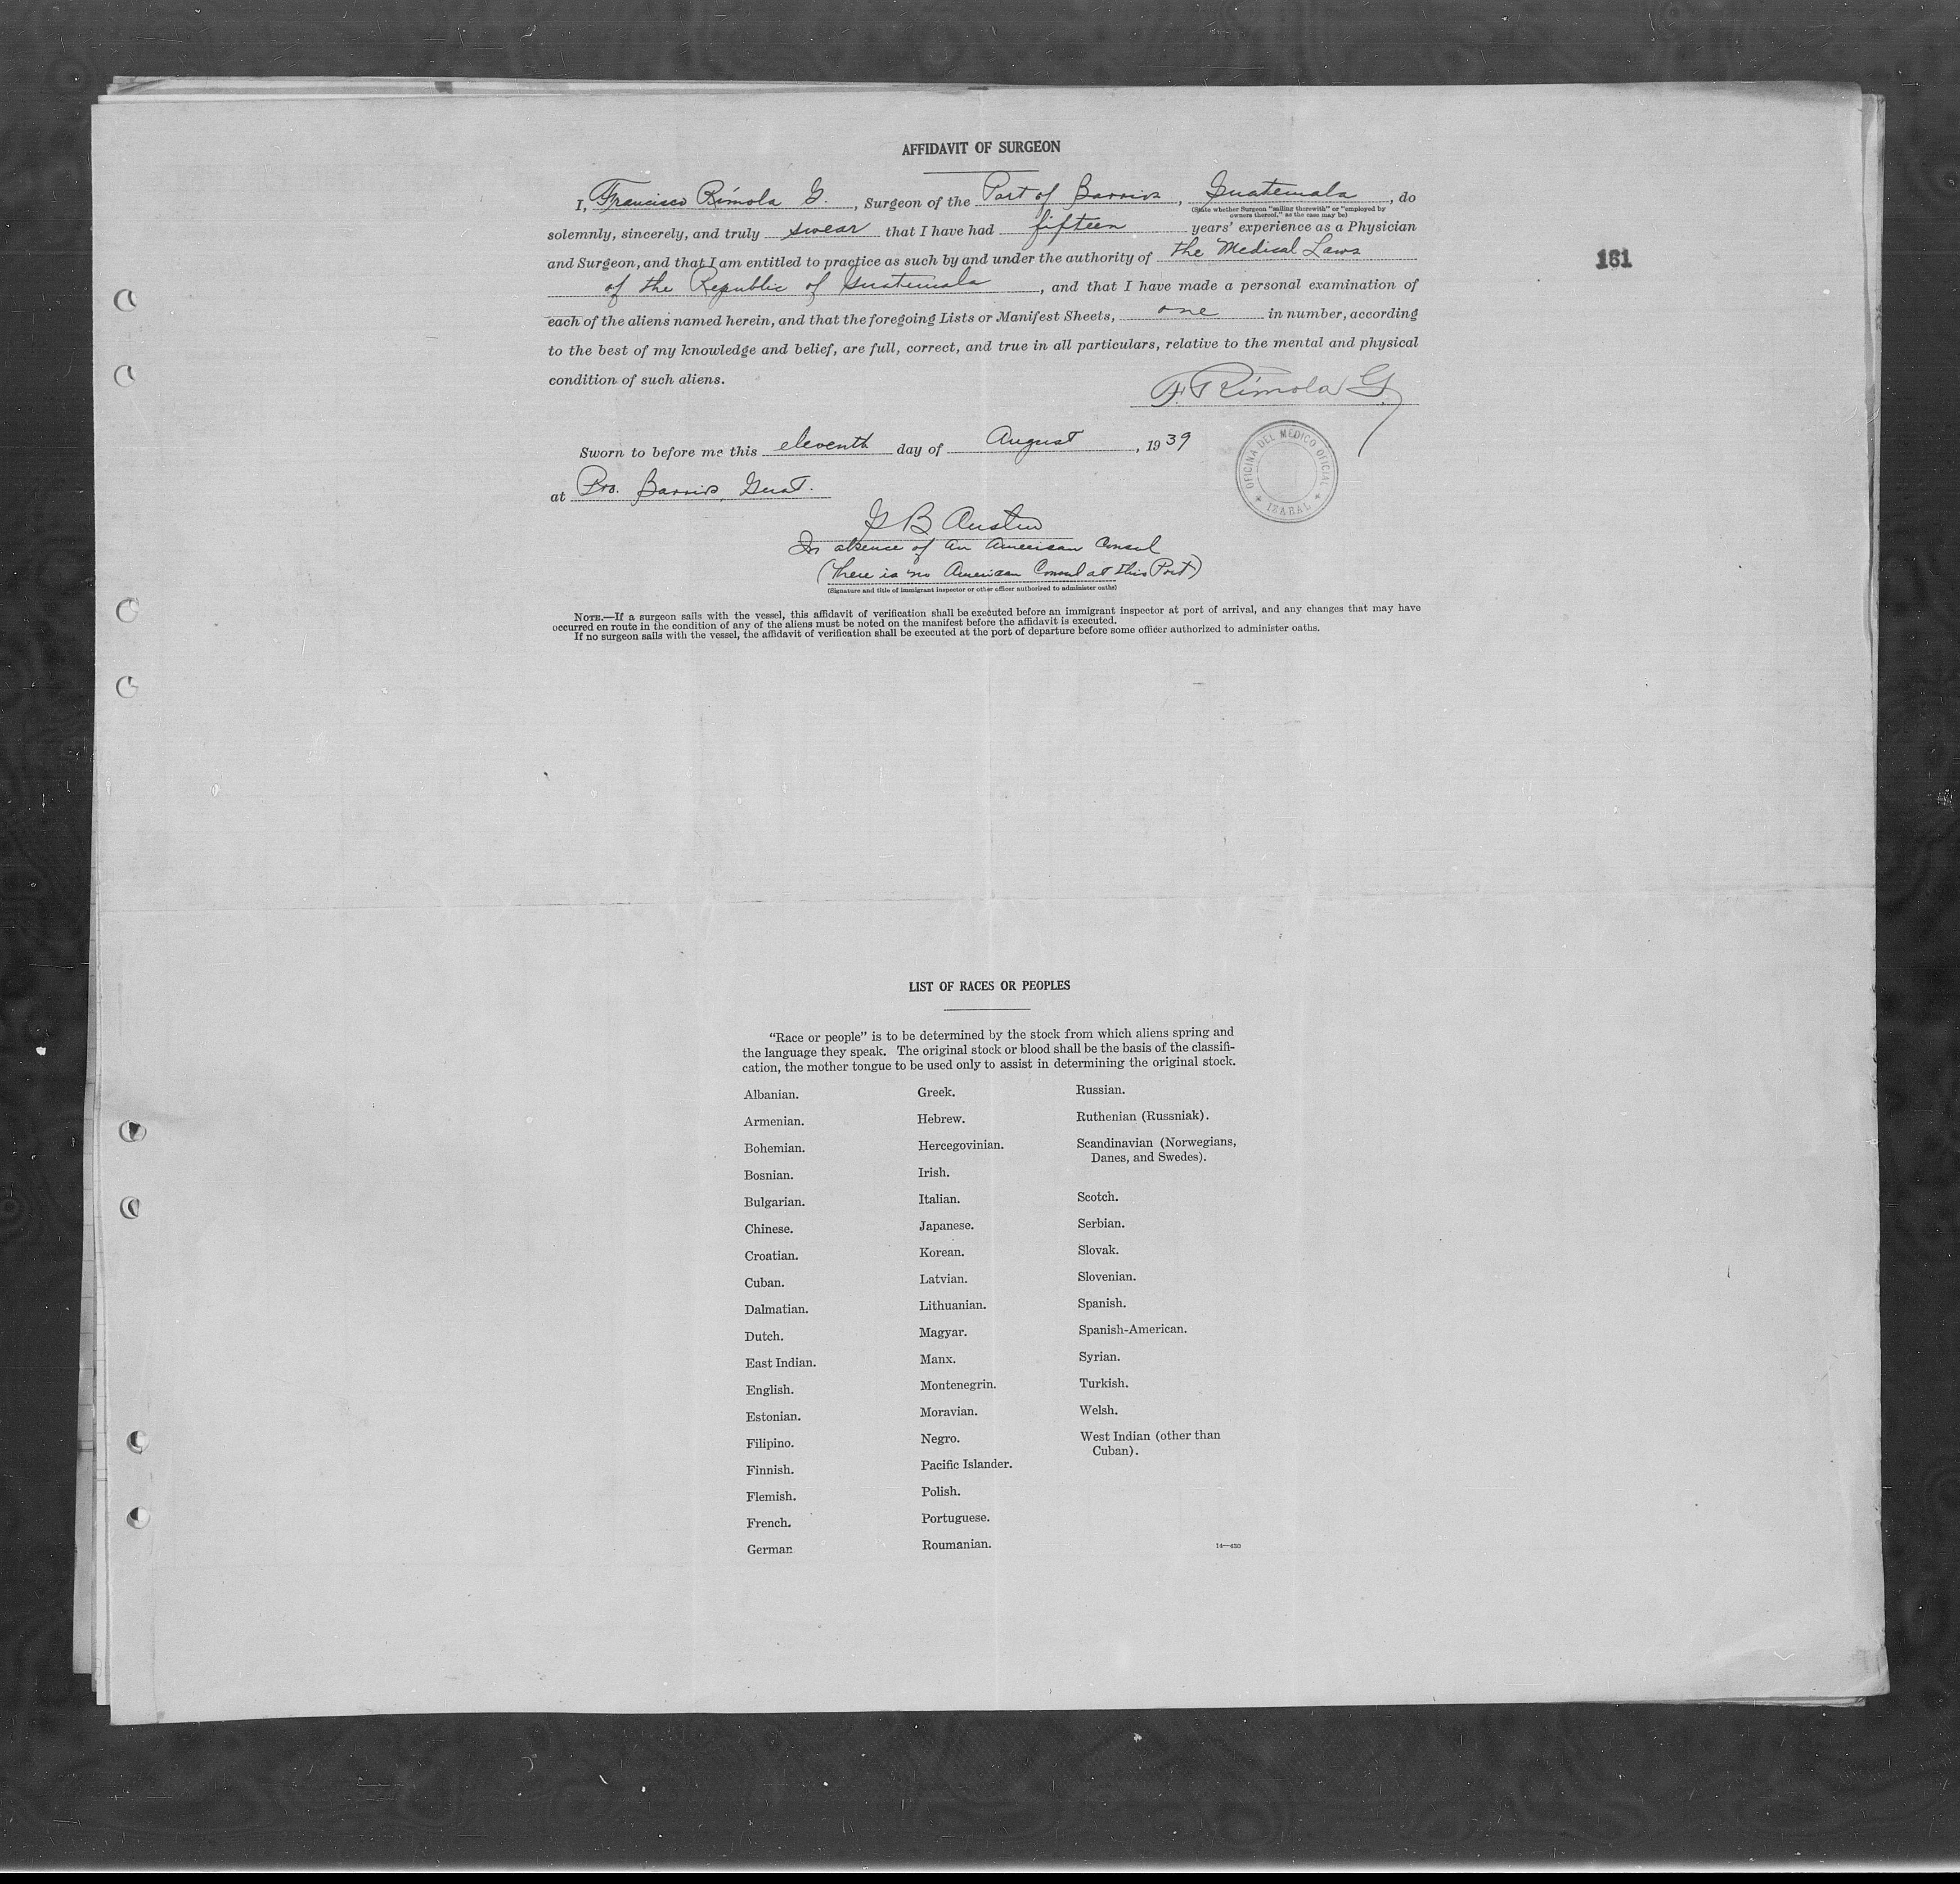 AFFIDAVIT OF SURGEON
I, Francisco Rímola G. , Surgeon of the Port of Barrios , Guatemala , do
(State whether Surgeon "sailing therewith" or "employed by
owners thereof," as the case may be)
solemnly, sincerely, and truly swear that I have had fifteen years' experience as a Physician
and Surgeon, and that I am entitled to practice as such by and under the authority of the Medical Laws
of the Republic of Guatemala , and that I have made a personal examination of
each of the aliens named herein, and that the foregoing Lists or Manifest Sheets, one in number, according
to the best of my knowledge and belief, are full, correct, and true in all particulars, relative to the mental and physical
condition of such aliens.
F. Rímola G.
Sworn to before me this eleventh day of August , 1939
at Pro. Barrios, Guat.
OFICINA DEL MEDICO OFICIAL
IZABAL
G B Austin
In absence of an American Consul
(There is no American Consul at this Port)
(Signature and title of immigrant inspector or other officer authorized to administer oaths)
NOTE.—If a surgeon sails with the vessel, this affidavit of verification shall be executed before an immigrant inspector at port of arrival, and any changes that may have
occurred en route in the condition of any of the aliens must be noted on the manifest before the affidavit is executed.
If no surgeon sails with the vessel, the affidavit of verification shall be executed at the port of departure before some officer authorized to administer oaths.
161
LIST OF RACES OR PEOPLES
"Race or people" is to be determined by the stock from which aliens spring and
the language they speak. The original stock or blood shall be the basis of the classifi-
cation, the mother tongue to be used only to assist in determining the original stock.
Albanian.
Armenian.
Bohemian.
Bosnian.
Bulgarian.
Chinese.
Croatian.
Cuban.
Dalmatian.
Dutch.
East Indian.
English.
Estonian.
Filipino.
Finnish.
Flemish.
French.
German
Greek.
Hebrew.
Hercegovinian.
Irish.
Italian.
Japanese.
Korean.
Latvian.
Lithuanian.
Magyar.
Manx.
Montenegrin.
Moravian.
Negro.
Pacific Islander.
Polish.
Portuguese.
Roumanian.
Russian.
Ruthenian (Russniak).
Scandinavian (Norwegians,
Danes, and Swedes).
Scotch.
Serbian.
Slovak.
Slovenian.
Spanish.
Spanish-American.
Syrian.
Turkish.
Welsh.
West Indian (other than
Cuban).
14—430